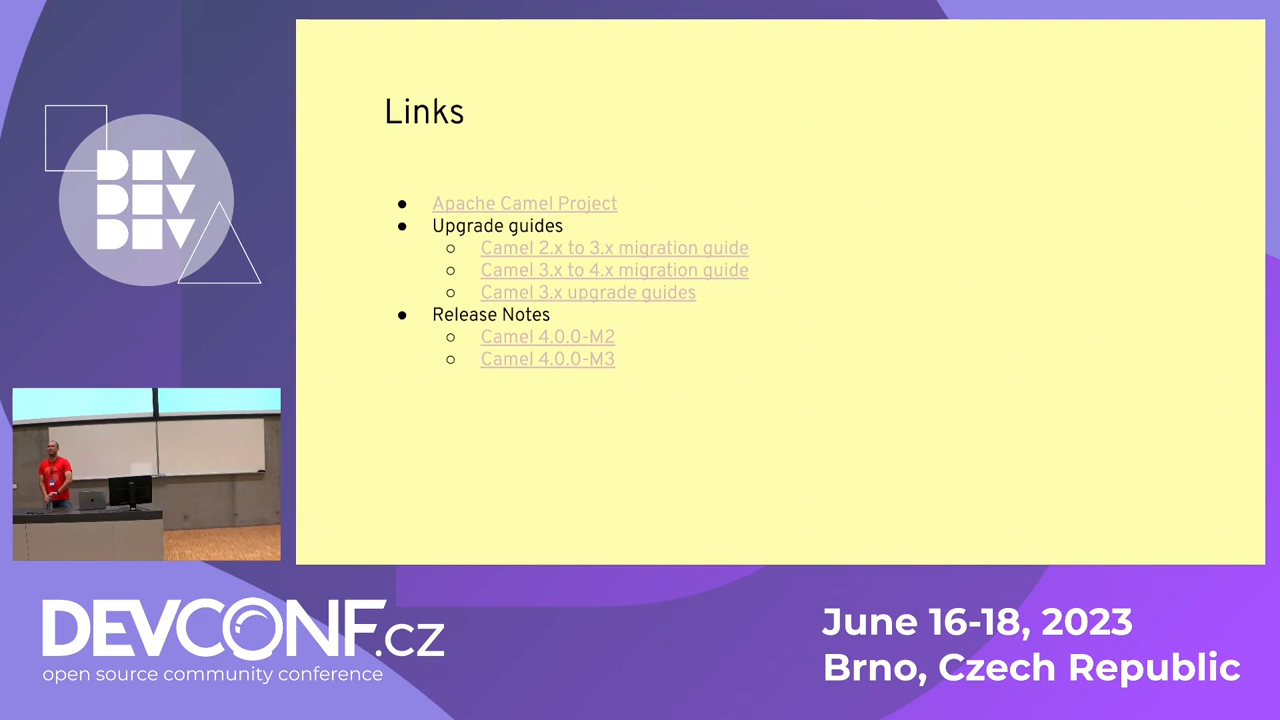 DEV
DEV
DEV
Links
Apache Camel Project
Upgrade guides
Camel 2.x to 3.x migration guide
Camel 3.x to 4.x migration guide
Camel 3.x upgrade guides
Release Notes
Camel 4.0.0-M2
Camel 4.0.0-M3
DEVCONF.cz
open source community conference
June 16-18, 2023
Brno, Czech Republic